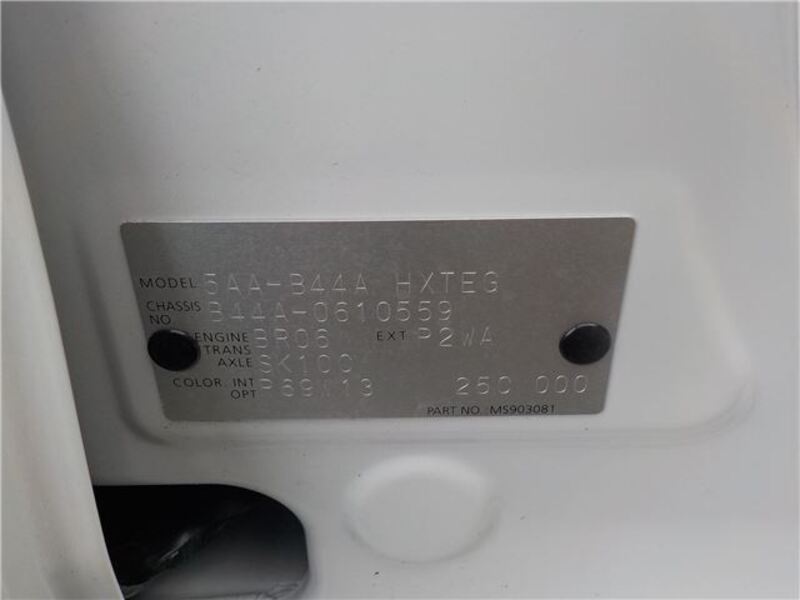 MODEL 5AA-B44A HXTEG
CHASSIS NO B44A-0610559
ENGINE BR06 EXT P2WA
TRANS AXLE SK100
COLOR. INT OPT P69W13 250 000
PART NO. MS903081